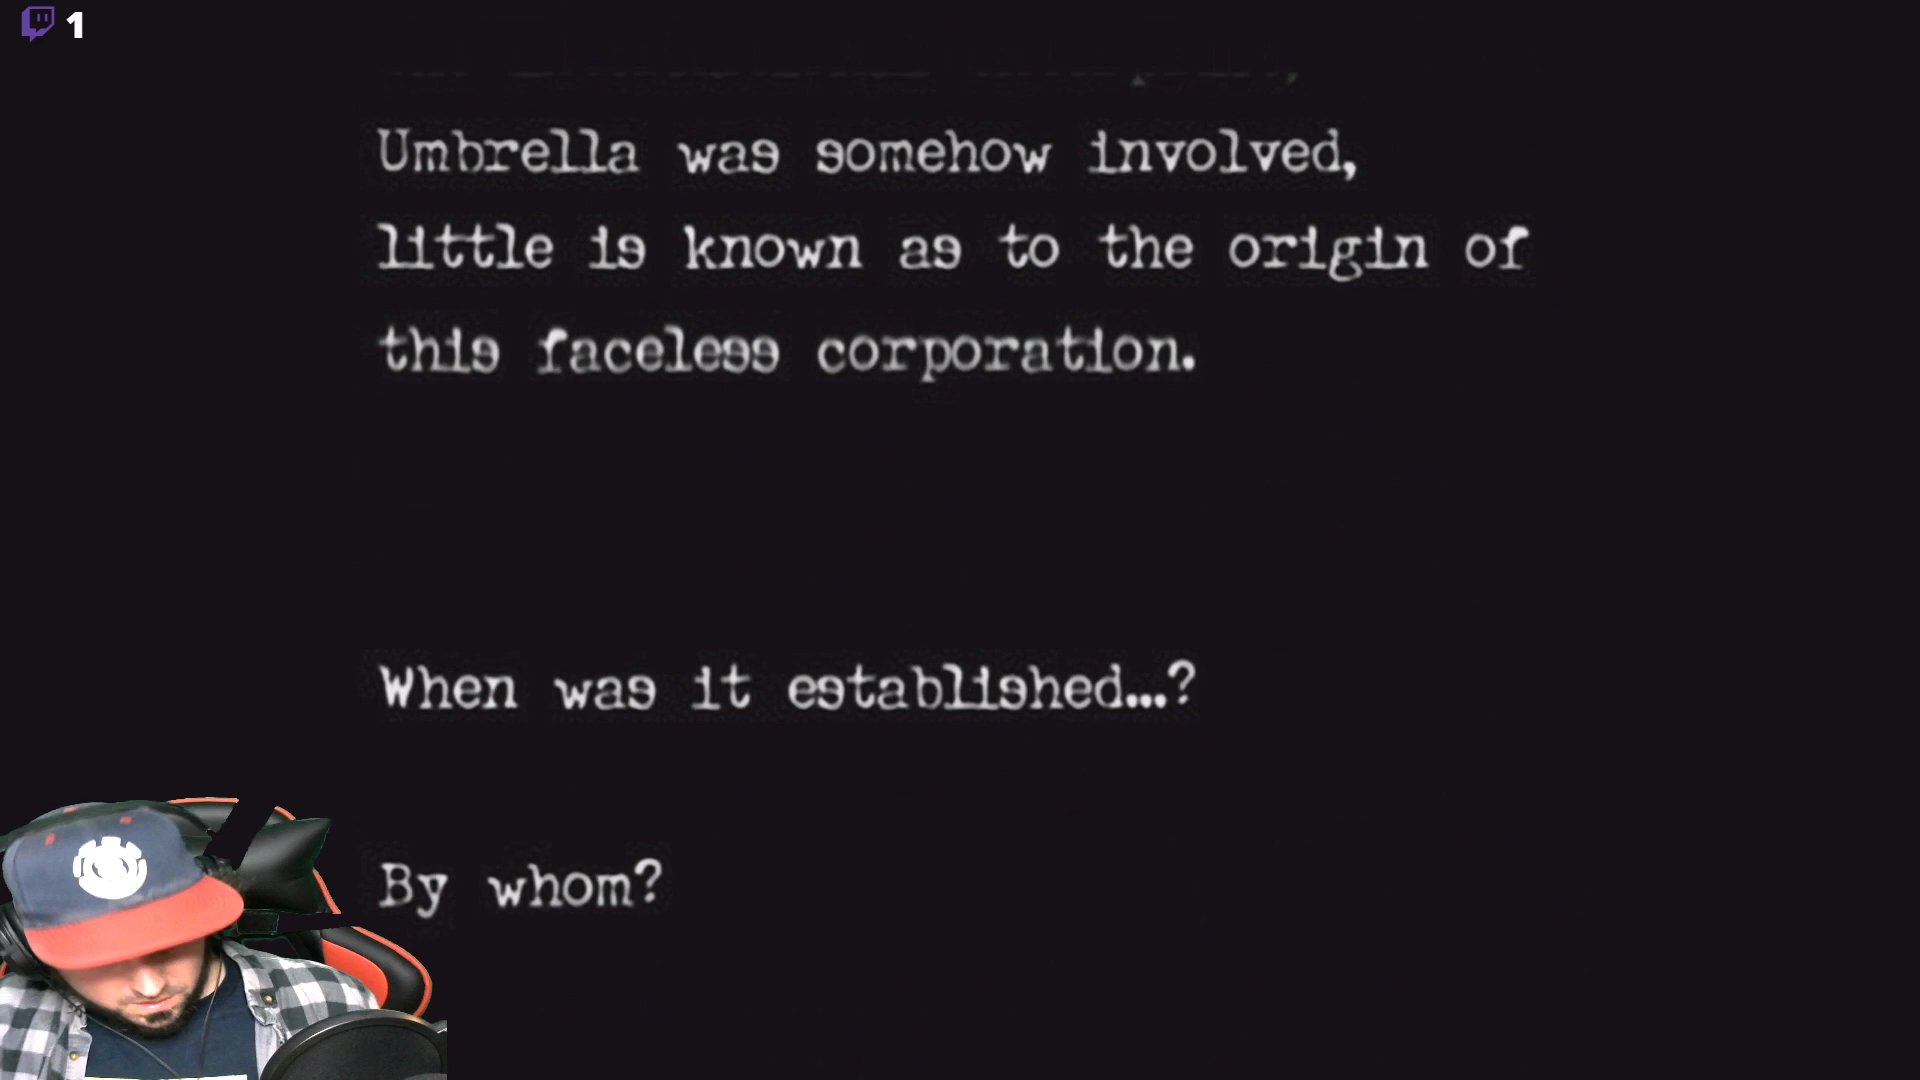 1
Umbrella was somehow involved,
little is known as to the origin of
this faceless corporation.
When was it established...?
By whom?